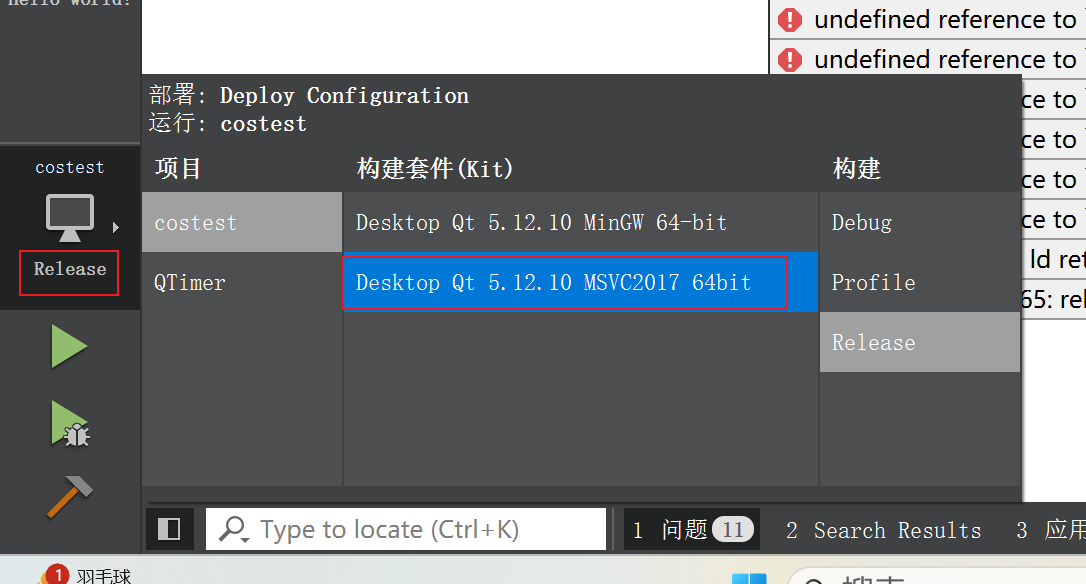 undefined reference to
undefined reference to
部署: Deploy Configuration
运行: costest
ce to
项目 构建套件(Kit) 构建
ce to
costest
costest Desktop Qt 5.12.10 MinGW 64-bit Debug
ce to
ce to
ld ret
Release
QTimer Desktop Qt 5.12.10 MSVC2017 64bit Profile
65: rel
Release
Type to locate (Ctrl+K) 1 问题 11 2 Search Results 3 应用
1 羽毛球